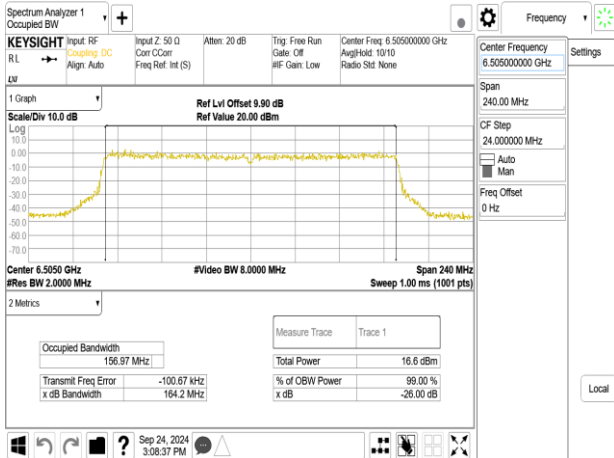 Spectrum Analyzer 1
Occupied BW
Frequency
KEYSIGHT
RL
Input: RF
Coupling: DC
Align: Auto
Input Z: 50 Ω
Corr CCorr
Freq Ref: Int (S)
Atten: 20 dB
Trig: Free Run
Gate: Off
#IF Gain: Low
Center Freq: 6.505000000 GHz
Avg|Hold: 10/10
Radio Std: None
Center Frequency
6.505000000 GHz
Settings
Span
240.00 MHz
CF Step
24.000000 MHz
Auto
Man
Freq Offset
0 Hz
Local
1 Graph
Scale/Div 10.0 dB
Ref Lvl Offset 9.90 dB
Ref Value 20.00 dBm
Log
10.0
0.00
-10.0
-20.0
-30.0
-40.0
-50.0
-60.0
-70.0
Center 6.5050 GHz
#Video BW 8.0000 MHz
Span 240 MHz
#Res BW 2.0000 MHz
Sweep 1.00 ms (1001 pts)
2 Metrics
Measure Trace
Trace 1
Occupied Bandwidth
156.97 MHz
Total Power
16.6 dBm
Transmit Freq Error
-100.67 kHz
% of OBW Power
99.00 %
x dB Bandwidth
164.2 MHz
x dB
-26.00 dB
Sep 24, 2024
3:08:37 PM